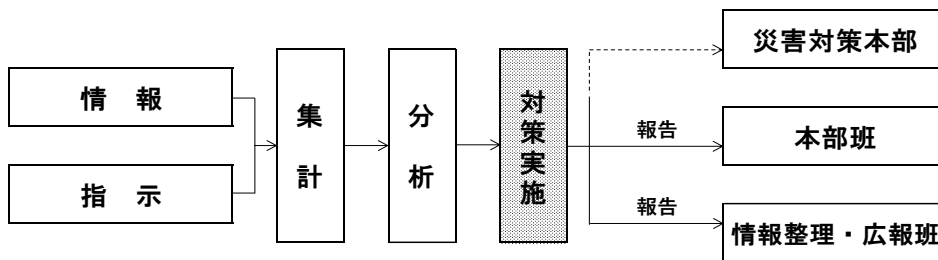 情　報
指　示
集計
分析
対策実施
災害対策本部
報告
本部班
報告
情報整理・広報班